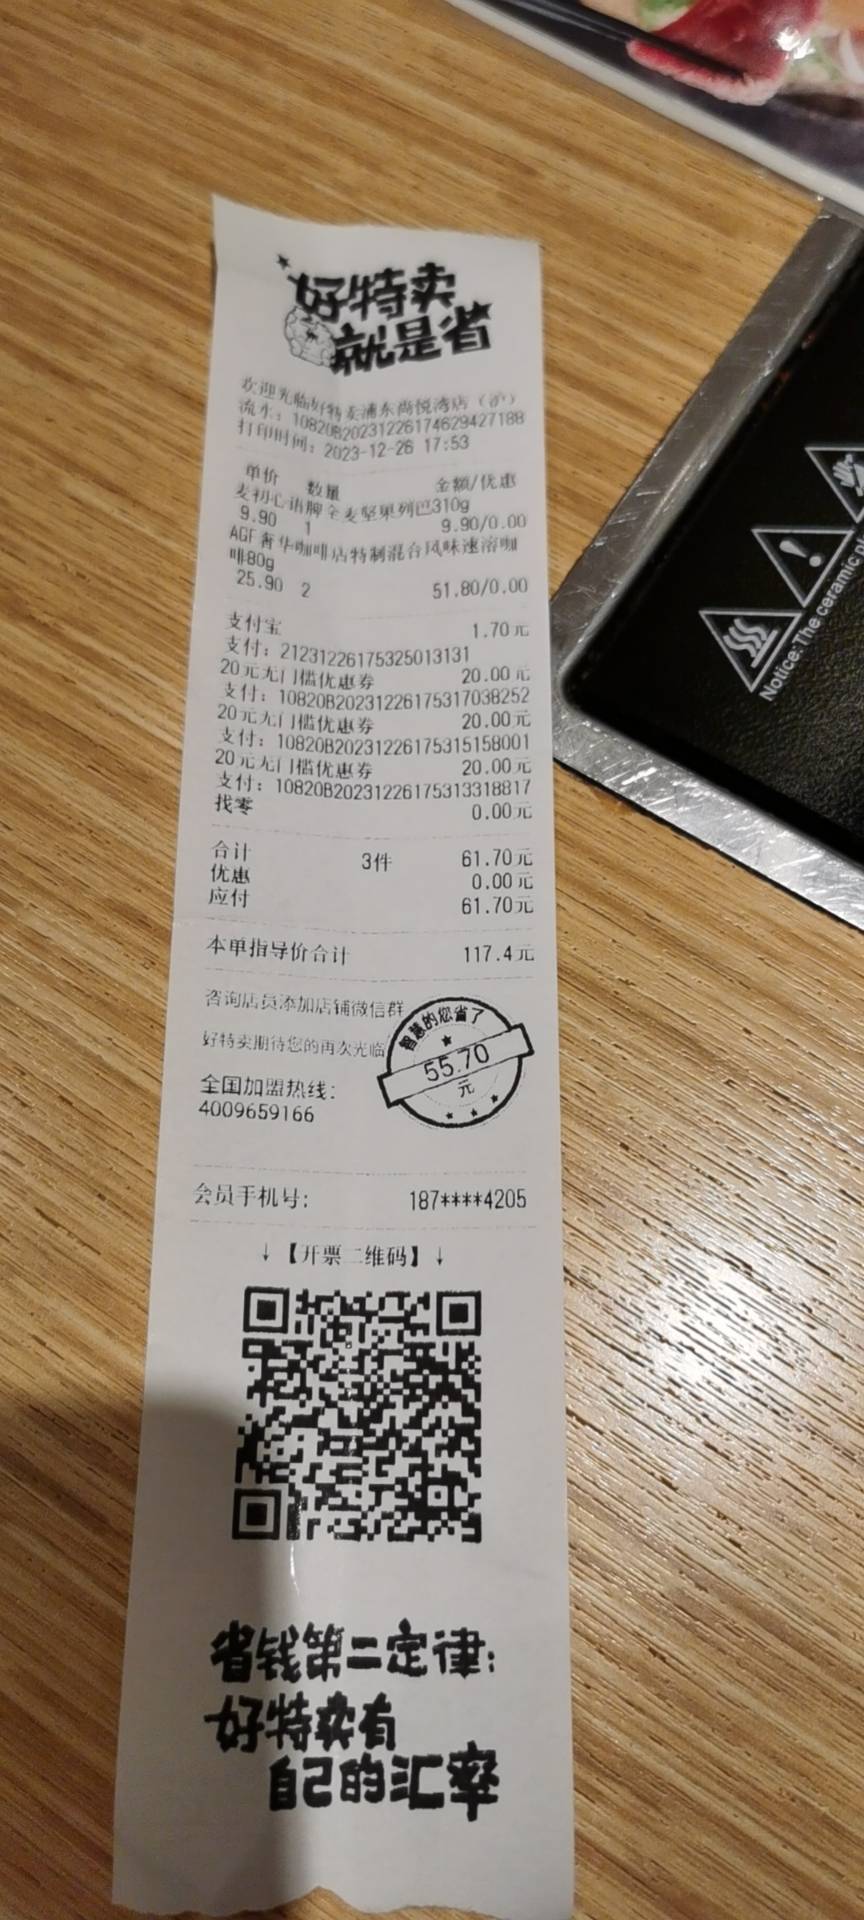 好特卖
就是省
欢迎光临好特卖浦东尚悦湾店（沪）
流水：10820B20231226174629427188
打印时间：2023-12-26 17:53
单价 数量 金额/优惠
麦初心语牌全麦坚果列巴310g
9.90 1 9.90/0.00
AGF奢华咖啡店特制混合风味速溶咖
啡80g
25.90 2 51.80/0.00
支付宝 1.70元
支付：21231226175325013131
20元无门槛优惠券 20.00元
支付：10820B20231226175317038252
20元无门槛优惠券 20.00元
支付：10820B20231226175315158001
20元无门槛优惠券 20.00元
支付：10820B20231226175313318817
找零 0.00元
合计 3件 61.70元
优惠 0.00元
应付 61.70元
本单指导价合计 117.4元
咨询店员添加店铺微信群
好特卖期待您的再次光临
智慧的您省了
55.70
元
全国加盟热线：
4009659166
会员手机号： 187****4205
↓【开票二维码】↓
省钱第二定律：
好特卖有
自己的汇率
Notice:The ceramic